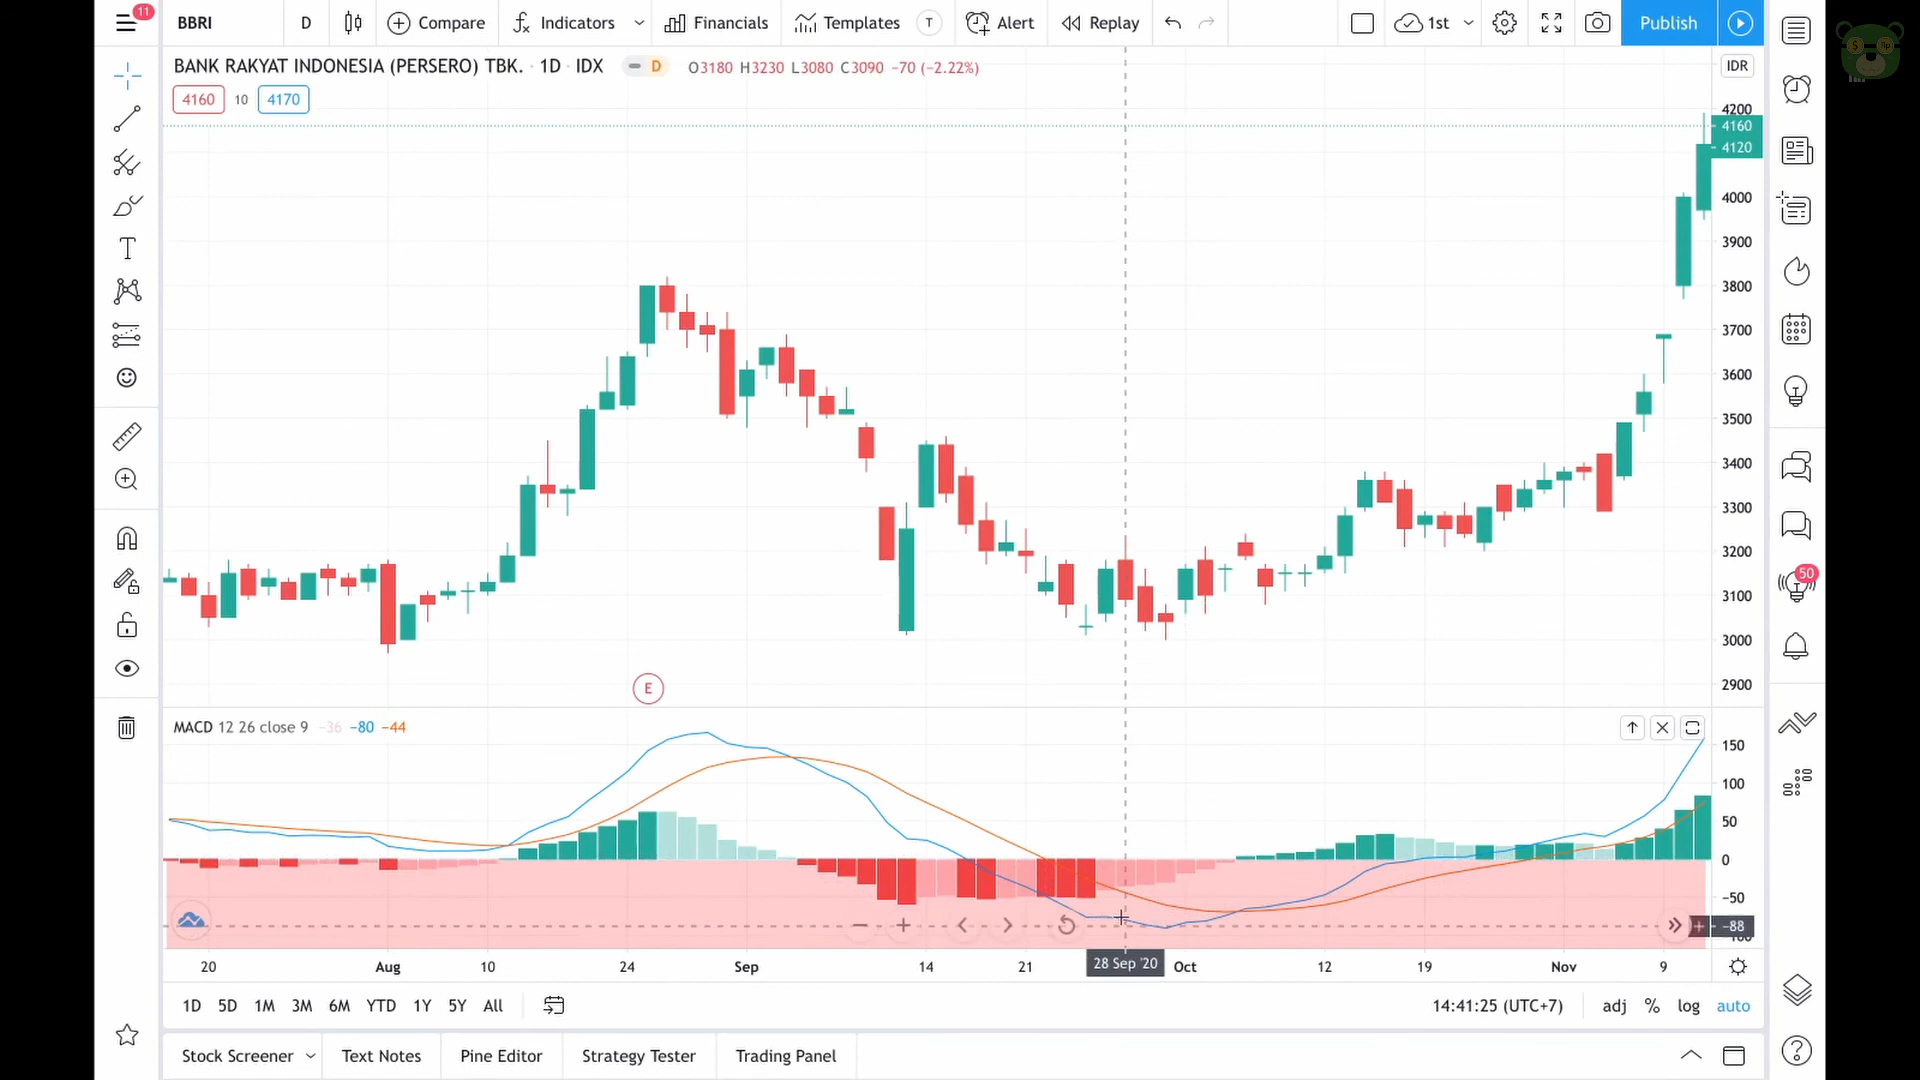 11
BBRI D Compare Indicators Financials Templates T Alert Replay 1st Publish
BANK RAKYAT INDONESIA (PERSERO) TBK. · 1D · IDX D O3180 H3230 L3080 C3090 −70 (−2.22%) IDR
4160 10 4170
4200
4160
4120
4000
3900
3800
3700
3600
3500
3400
3300
3200
3100
3000
2900
50
E
MACD 12 26 close 9 −36 −80 −44
150
100
50
0
−50
−88
20 Aug 10 24 Sep 14 21 28 Sep '20 Oct 12 19 Nov 9
1D 5D 1M 3M 6M YTD 1Y 5Y All 14:41:25 (UTC+7) adj % log auto
Stock Screener Text Notes Pine Editor Strategy Tester Trading Panel